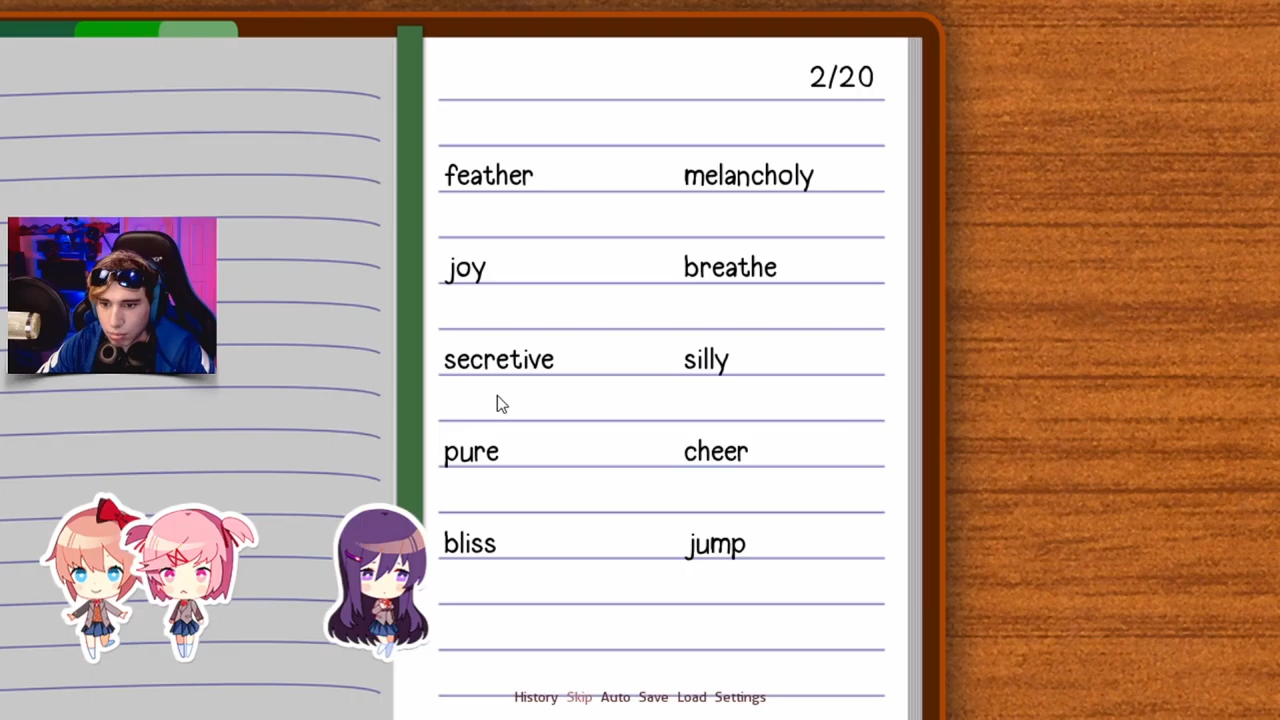 2/20
feather melancholy
joy breathe
secretive silly
pure cheer
bliss jump
History Skip Auto Save Load Settings